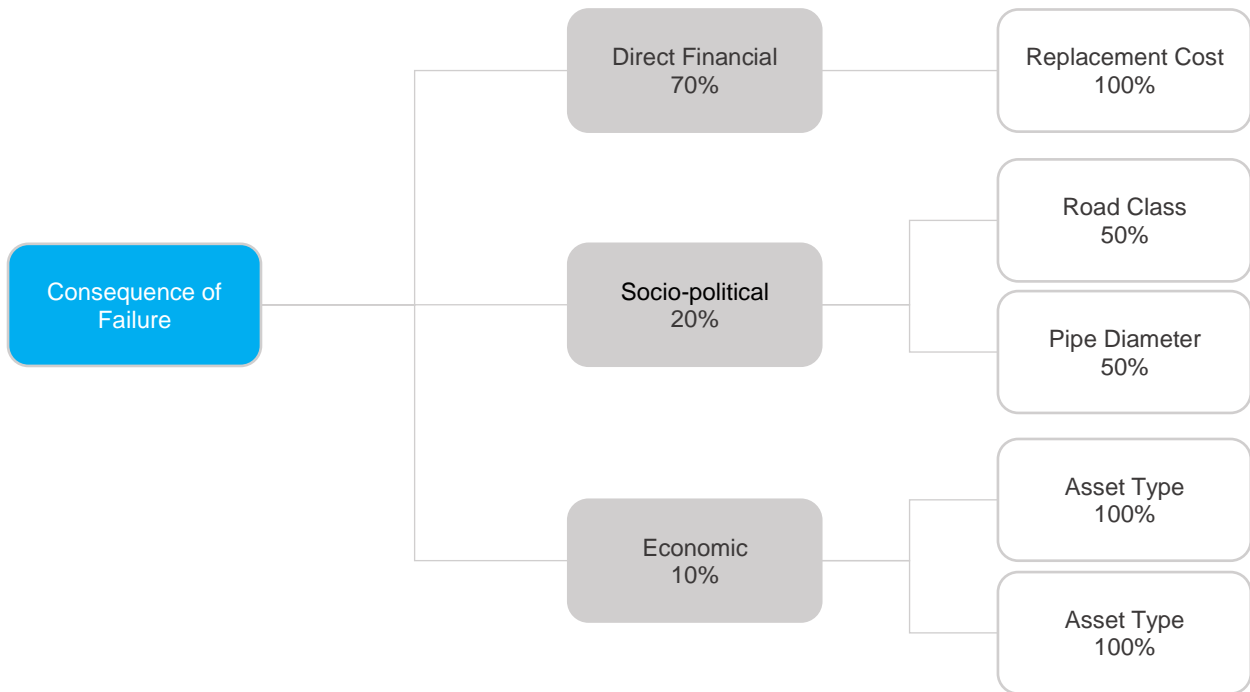 Consequence of
Failure
Direct Financial
70%
Replacement Cost
100%
Socio-political
20%
Road Class
50%
Pipe Diameter
50%
Economic
10%
Asset Type
100%
Asset Type
100%